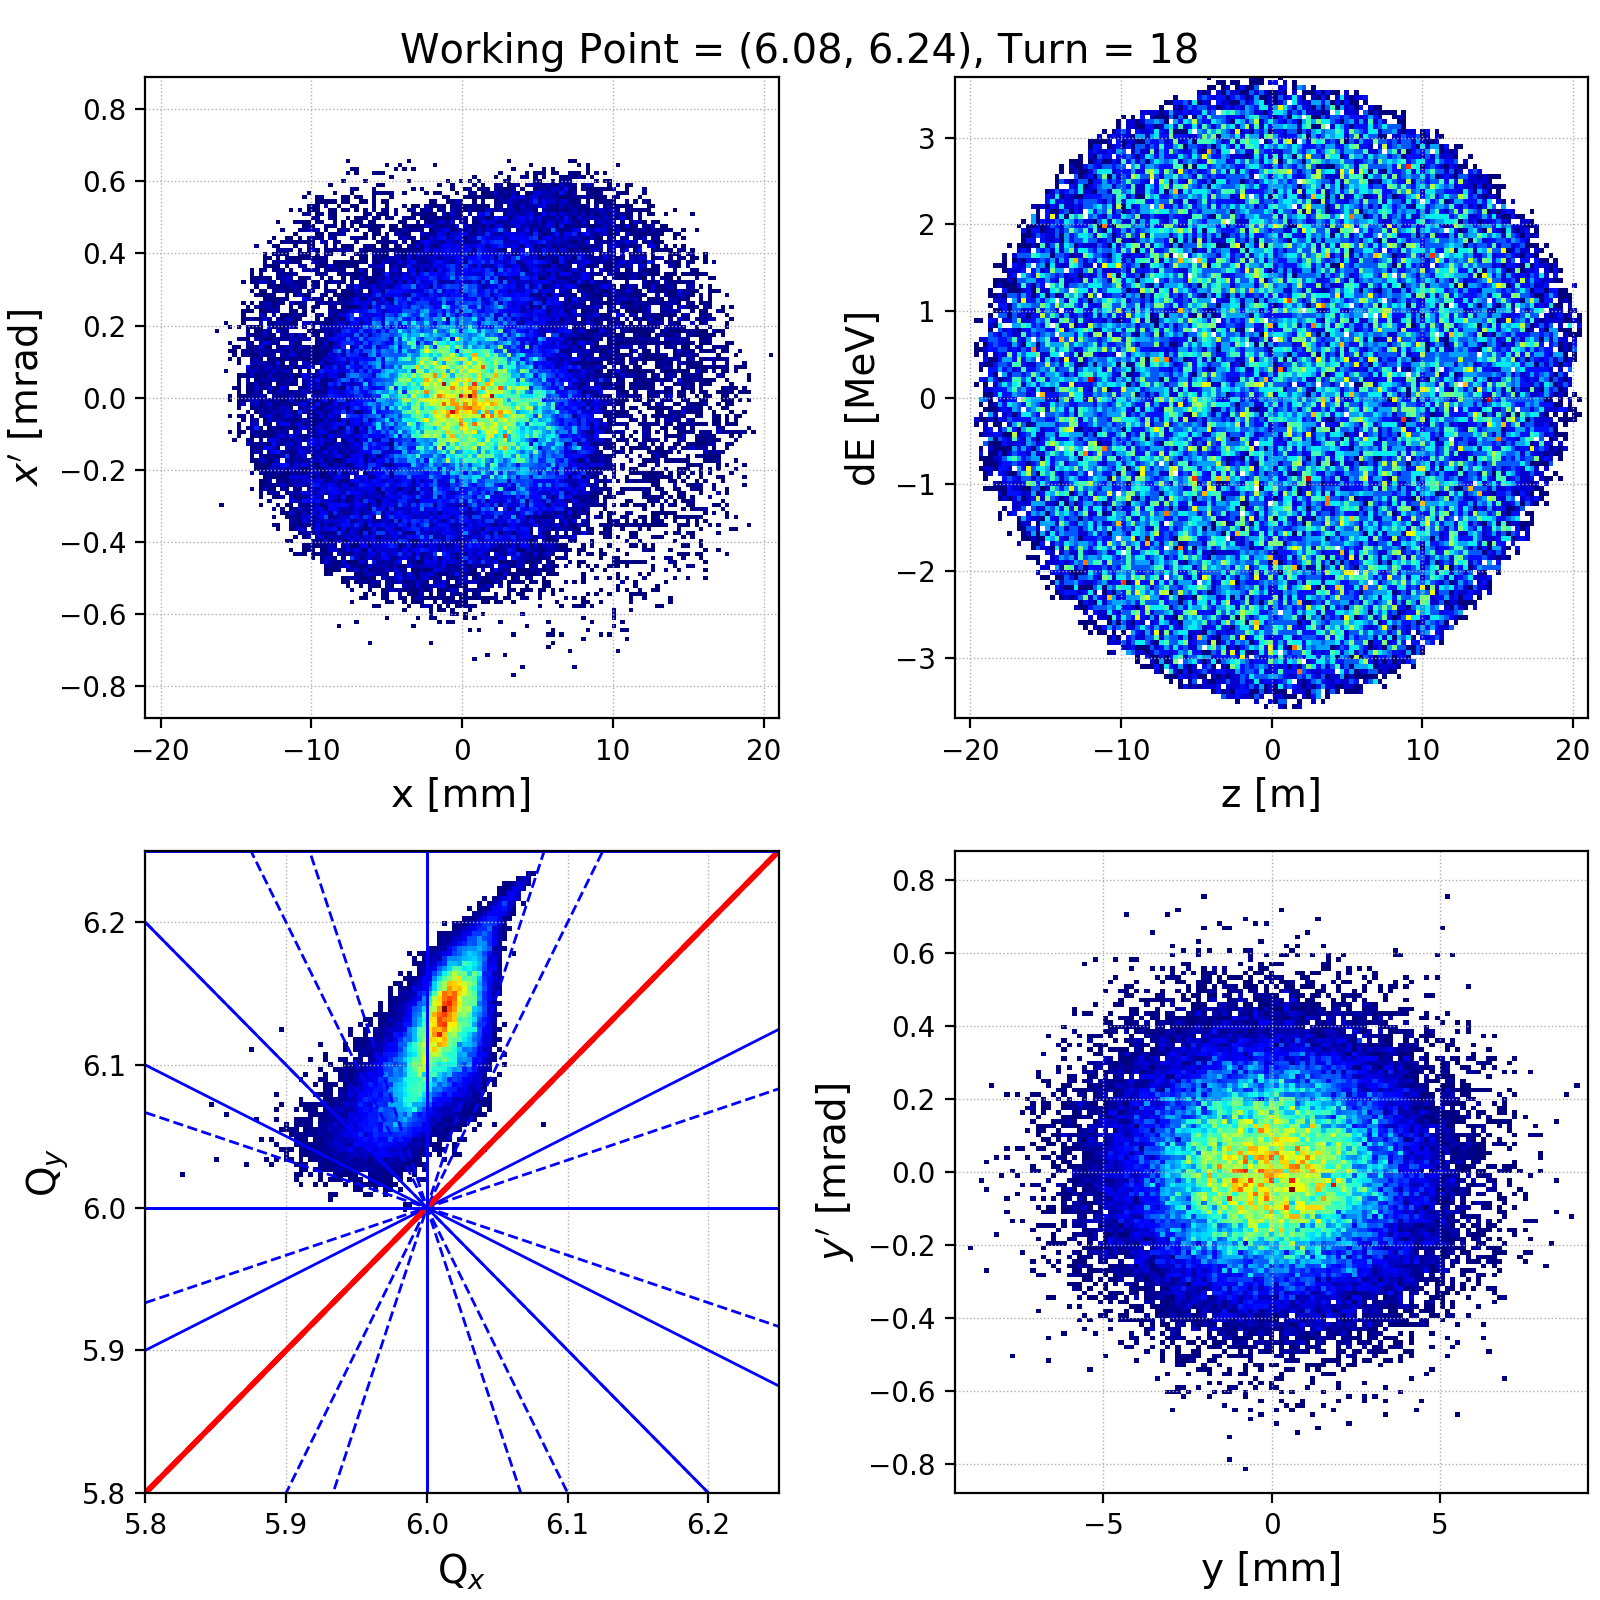 Working Point = (6.08, 6.24), Turn = 18
0.8
0.6
0.4
0.2
0.0
−0.2
−0.4
−0.6
−0.8
x′ [mrad]
−20 −10 0 10 20
x [mm]
3
2
1
0
−1
−2
−3
dE [MeV]
−20 −10 0 10 20
z [m]
6.2
6.1
6.0
5.9
5.8
Qy
5.8 5.9 6.0 6.1 6.2
Qx
0.8
0.6
0.4
0.2
0.0
−0.2
−0.4
−0.6
−0.8
y′ [mrad]
−5 0 5
y [mm]